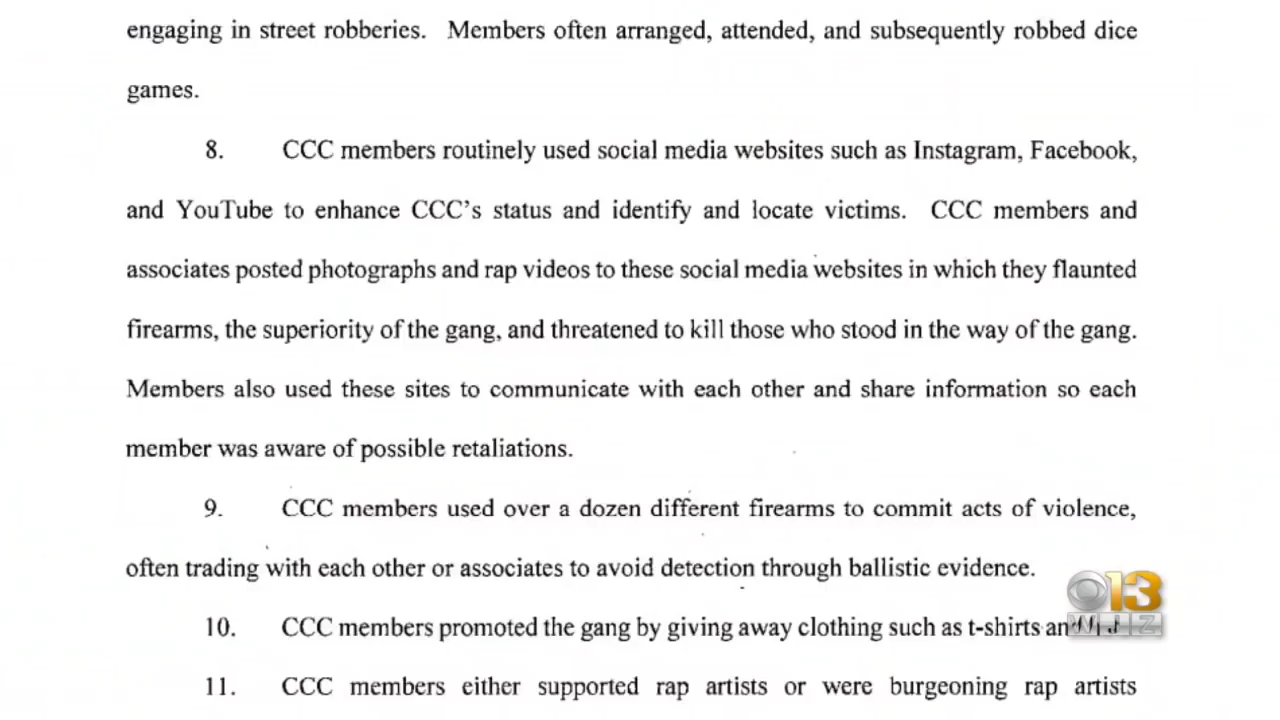 engaging in street robberies. Members often arranged, attended, and subsequently robbed dice
games.
8. CCC members routinely used social media websites such as Instagram, Facebook,
and YouTube to enhance CCC's status and identify and locate victims. CCC members and
associates posted photographs and rap videos to these social media websites in which they flaunted
firearms, the superiority of the gang, and threatened to kill those who stood in the way of the gang.
Members also used these sites to communicate with each other and share information so each
member was aware of possible retaliations.
9. CCC members used over a dozen different firearms to commit acts of violence,
often trading with each other or associates to avoid detection through ballistic evidence.
13
WJZ
10. CCC members promoted the gang by giving away clothing such as t-shirts
11. CCC members either supported rap artists or were burgeoning rap artists